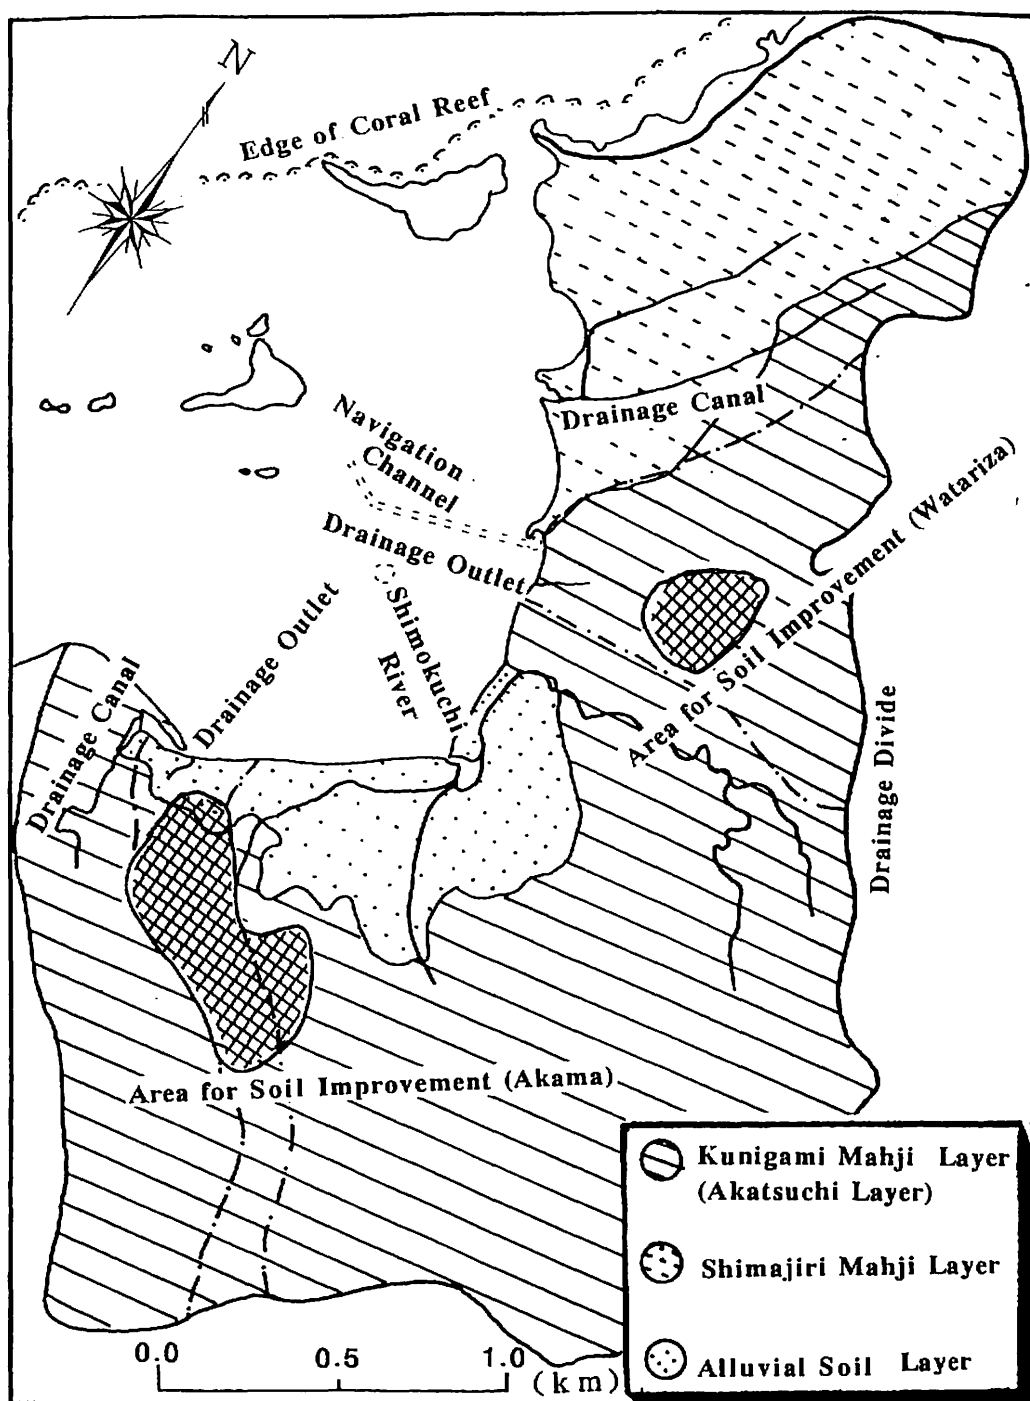 N
Edge of Coral Reef
Navigation
Channel
Drainage Canal
Drainage Outlet
Area for Soil Improvement (Watariza)
Drainage Outlet
Shimokuchi
River
Drainage Canal
Drainage Divide
Area for Soil Improvement (Akama)
Kunigami Mahji Layer
(Akatsuchi Layer)
Shimajiri Mahji Layer
Alluvial Soil Layer
0.0 0.5 1.0
(km)